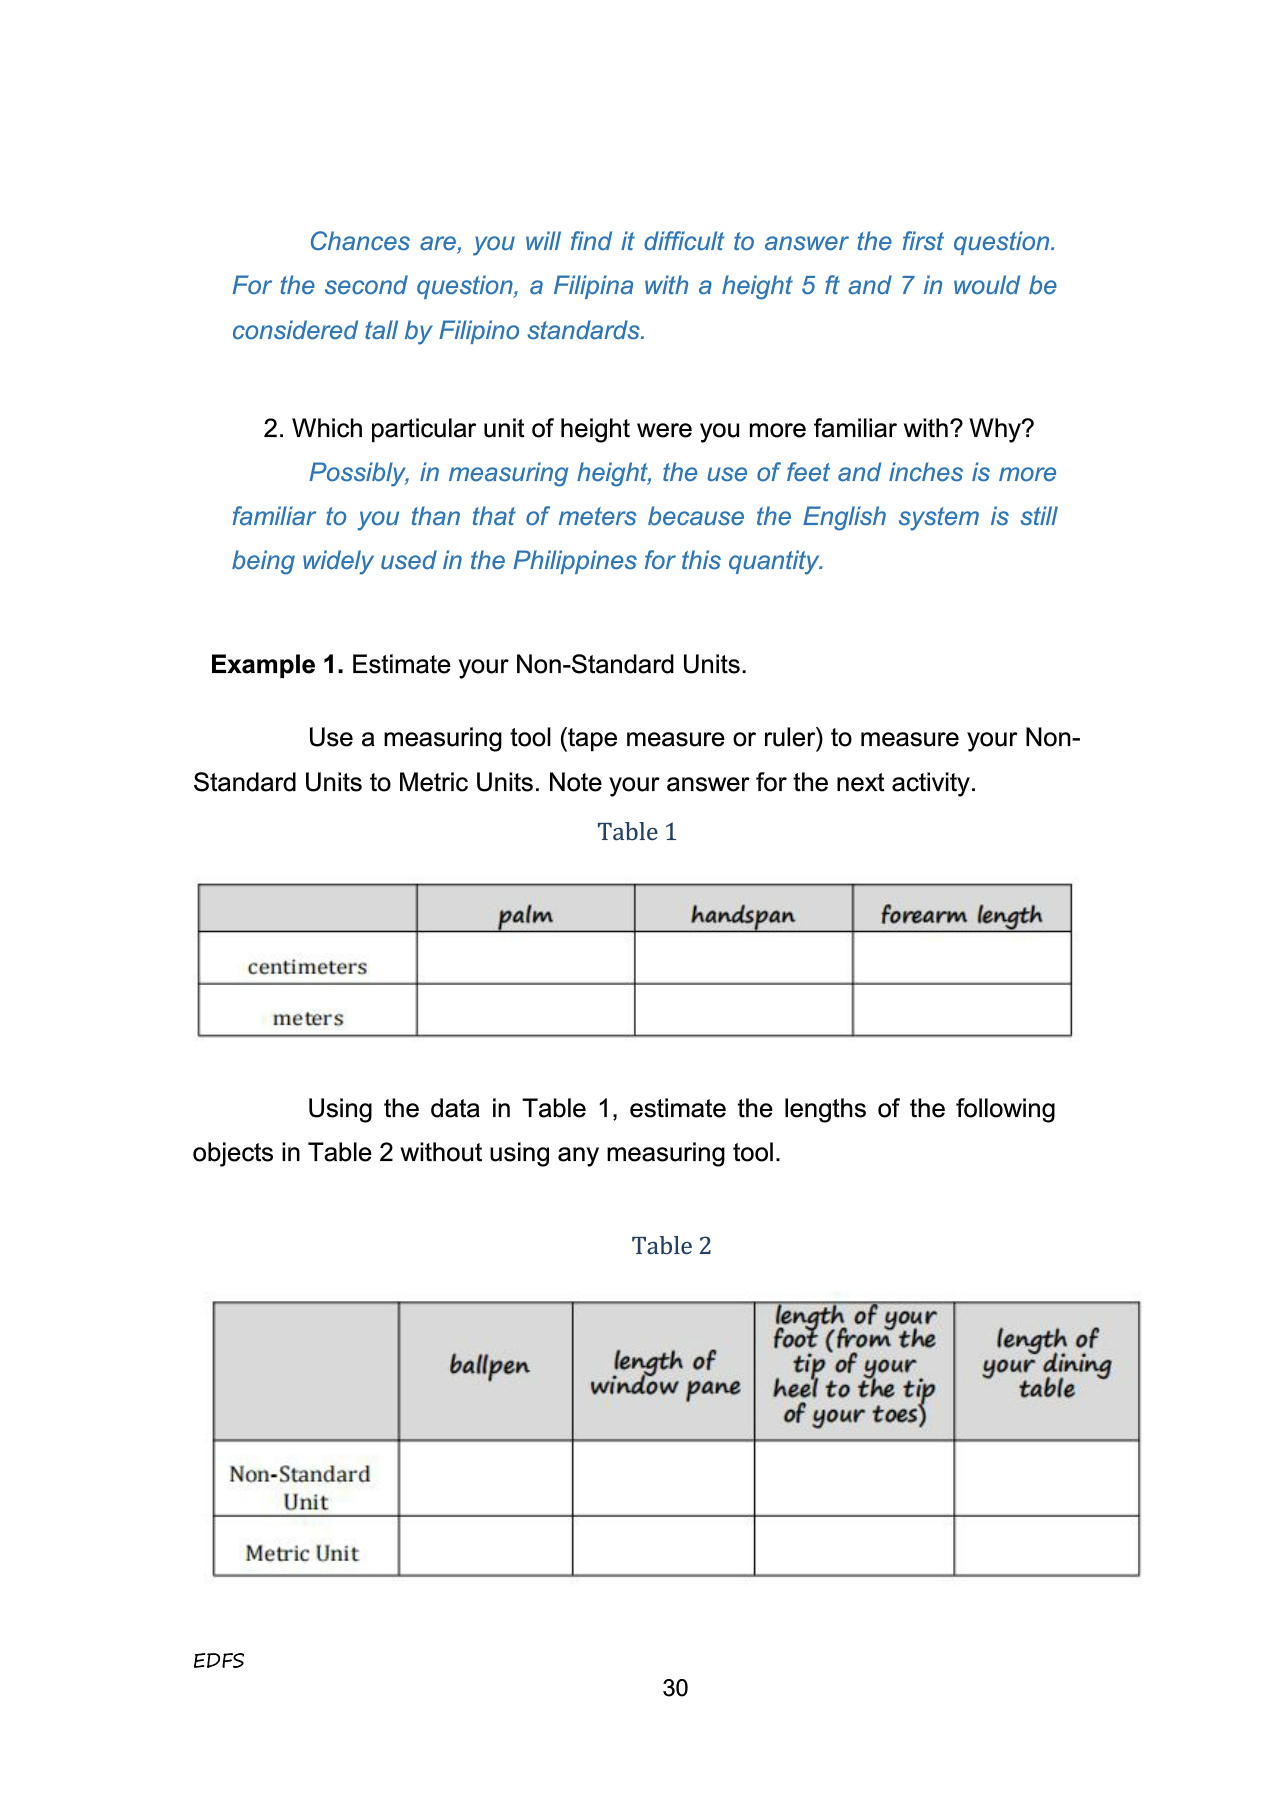 Chances are, you will find it difficult to answer the first question.
For the second question, a Filipina with a height 5 ft and 7 in would be
considered tall by Filipino standards.
2. Which particular unit of height were you more familiar with? Why?
Possibly, in measuring height, the use of feet and inches is more
familiar to you than that of meters because the English system is still
being widely used in the Philippines for this quantity.
Example 1. Estimate your Non-Standard Units.
Use a measuring tool (tape measure or ruler) to measure your Non-
Standard Units to Metric Units. Note your answer for the next activity.
Table 1
palm handspan forearm length
centimeters
meters
Using the data in Table 1, estimate the lengths of the following
objects in Table 2 without using any measuring tool.
Table 2
ballpen
length of
window pane
length of your
foot (from the
tip of your
heel to the tip
of your toes)
length of
your dining
table
Non-Standard
Unit
Metric Unit
EDFS
30